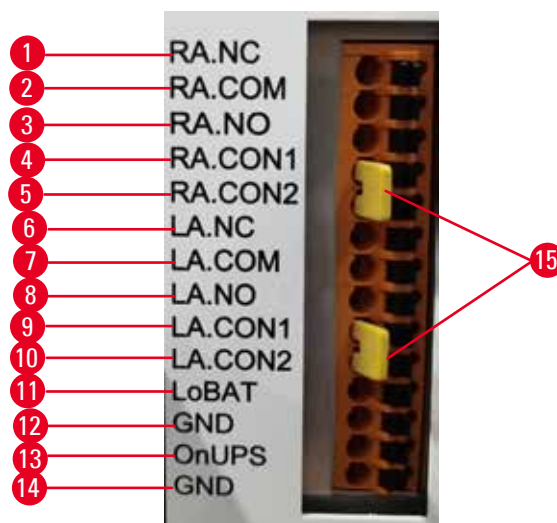 1 RA.NC
2 RA.COM
3 RA.NO
4 RA.CON1
5 RA.CON2
6 LA.NC
7 LA.COM
8 LA.NO
9 LA.CON1
10 LA.CON2
11 LoBAT
12 GND
13 OnUPS
14 GND
15